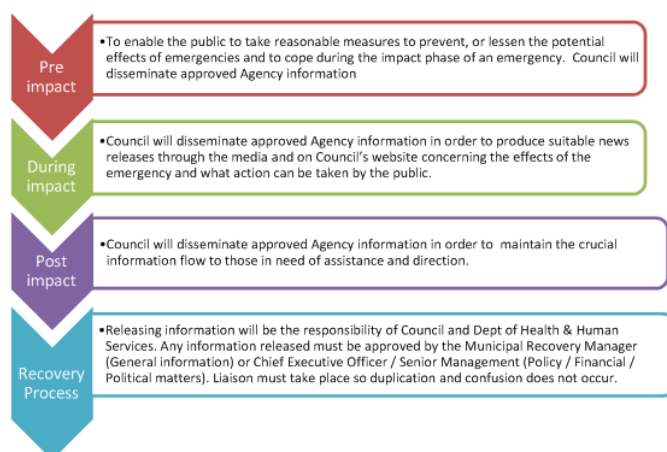 Pre
impact
•To enable the public to take reasonable measures to prevent, or lessen the potential
effects of emergencies and to cope during the impact phase of an emergency.  Council will
disseminate approved Agency information
During
impact
•Council will disseminate approved Agency information in order to produce suitable news
releases through the media and on Council's website concerning the effects of the
emergency and what action can be taken by the public.
Post
impact
•Council will disseminate approved Agency information in order to  maintain the crucial
information flow to those in need of assistance and direction.
Recovery
Process
•Releasing information will be the responsibility of Council and Dept of Health & Human
Services. Any information released must be approved by the Municipal Recovery Manager
(General information) or Chief Executive Officer / Senior Management (Policy / Financial /
Political matters). Liaison must take place so duplication and confusion does not occur.